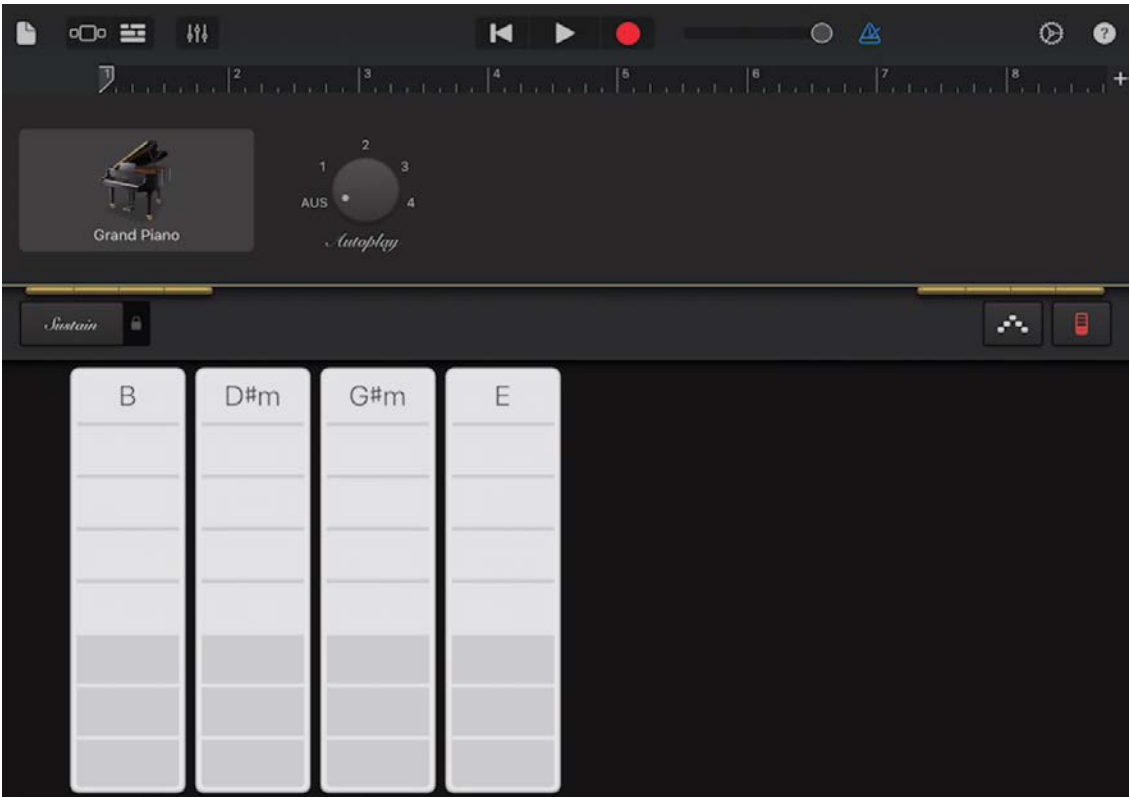 ?
1 2 3 4 5 6 7 8 +
2
1 3
AUS 4
Grand Piano
Autoplay
Sustain
B D#m G#m E